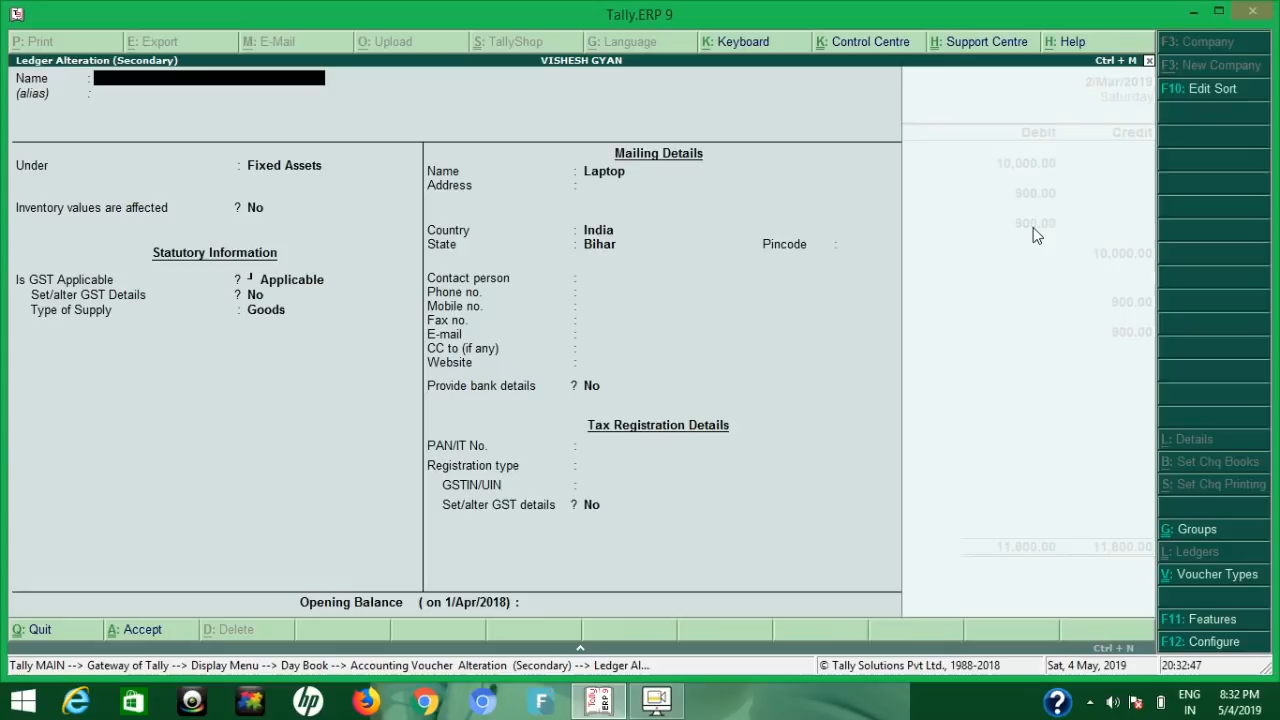 Tally.ERP 9
P: Print E: Export M: E-Mail O: Upload S: TallyShop G: Language K: Keyboard K: Control Centre H: Support Centre H: Help F3: Company
Ledger Alteration (Secondary) VISHESH GYAN Ctrl + M
F3: New Company
Name :
(alias) :
2/Mar/2019
F10: Edit Sort
Saturday
Debit Credit
Mailing Details
Under : Fixed Assets
10,000.00
Name : Laptop
Address :
900.00
Inventory values are affected ? No
900.00
Country : India
State : Bihar Pincode :
Statutory Information
10,000.00
Is GST Applicable ? Applicable
Contact person :
Set/alter GST Details ? No
Phone no. :
Type of Supply : Goods
Mobile no. :
900.00
Fax no. :
E-mail :
900.00
CC to (if any) :
Website :
Provide bank details ? No
Tax Registration Details
PAN/IT No. :
L: Details
Registration type :
B: Set Chq Books
GSTIN/UIN :
S: Set Chq Printing
Set/alter GST details ? No
G: Groups
11,800.00 11,800.00
L: Ledgers
V: Voucher Types
Opening Balance ( on 1/Apr/2018) :
F11: Features
Q: Quit A: Accept D: Delete
F12: Configure
Ctrl + N
Tally MAIN --> Gateway of Tally --> Display Menu --> Day Book --> Accounting Voucher Alteration (Secondary) --> Ledger Al... © Tally Solutions Pvt Ltd., 1988-2018 Sat, 4 May, 2019 20:32:47
ENG 8:32 PM
IN 5/4/2019